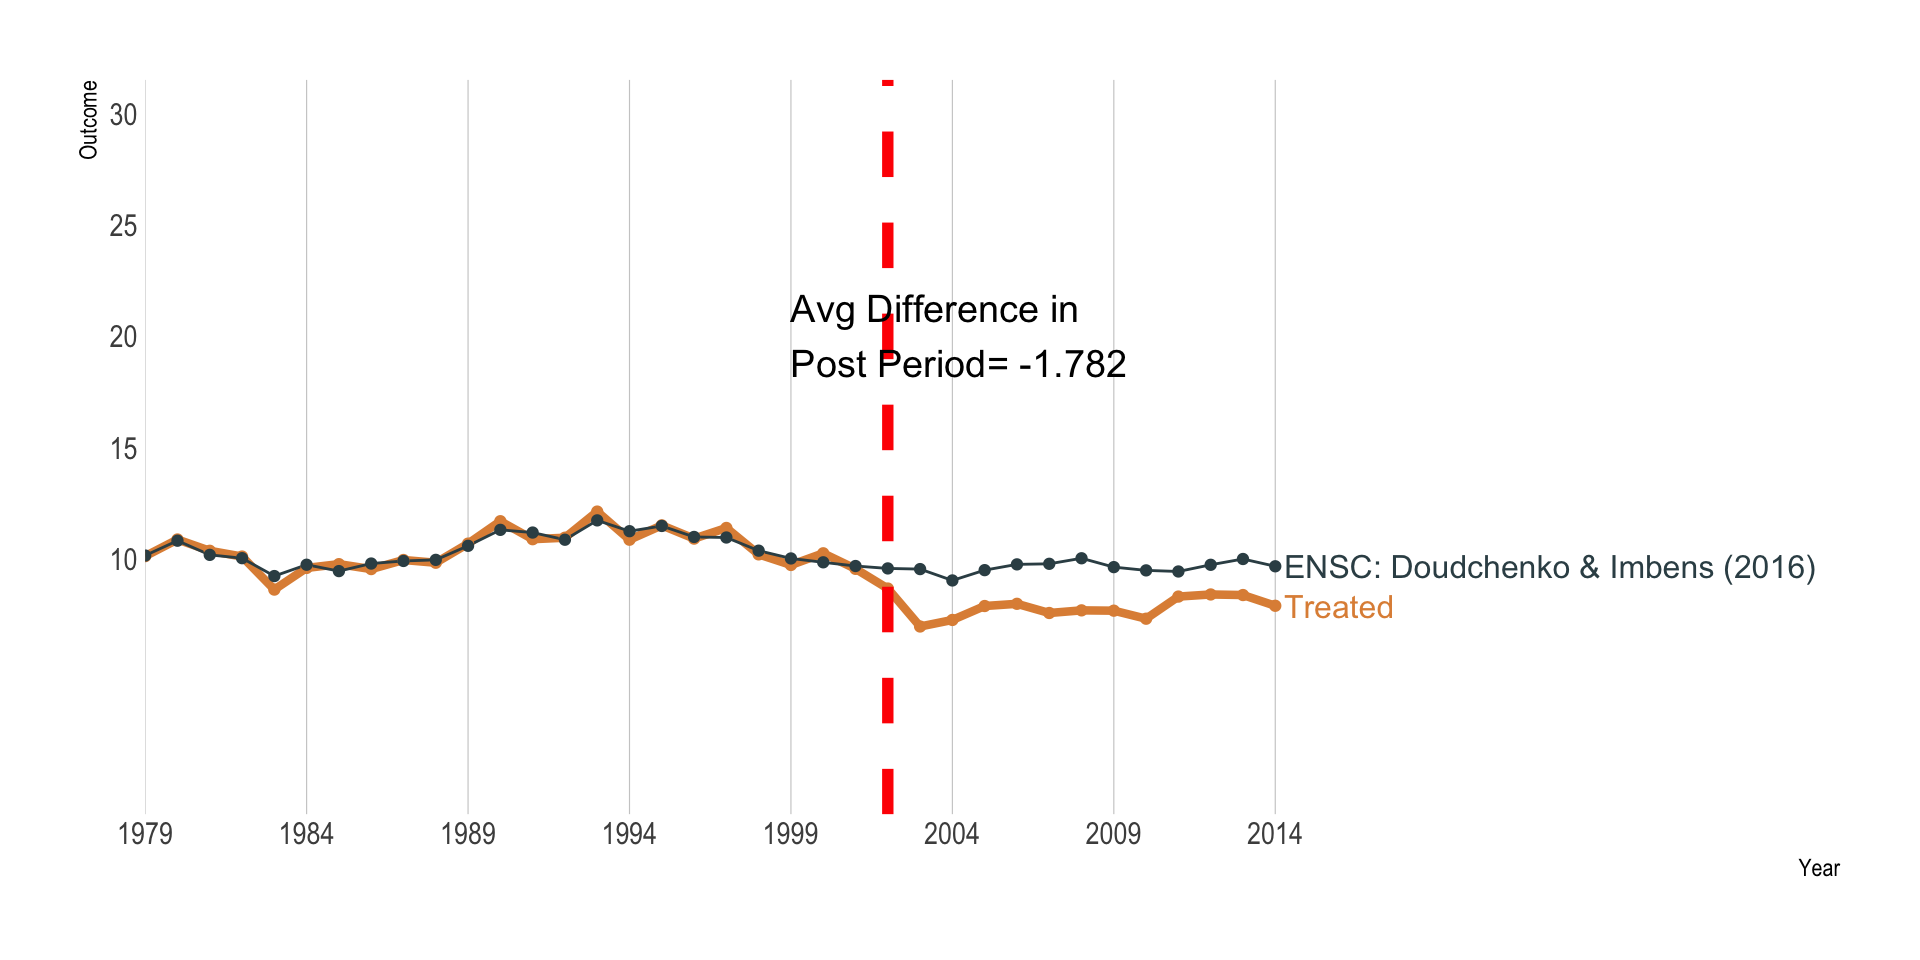 Outcome
30
25
20
15
10
Avg Difference in
Post Period= -1.782
ENSC: Doudchenko & Imbens (2016)
Treated
1979 1984 1989 1994 1999 2004 2009 2014
Year